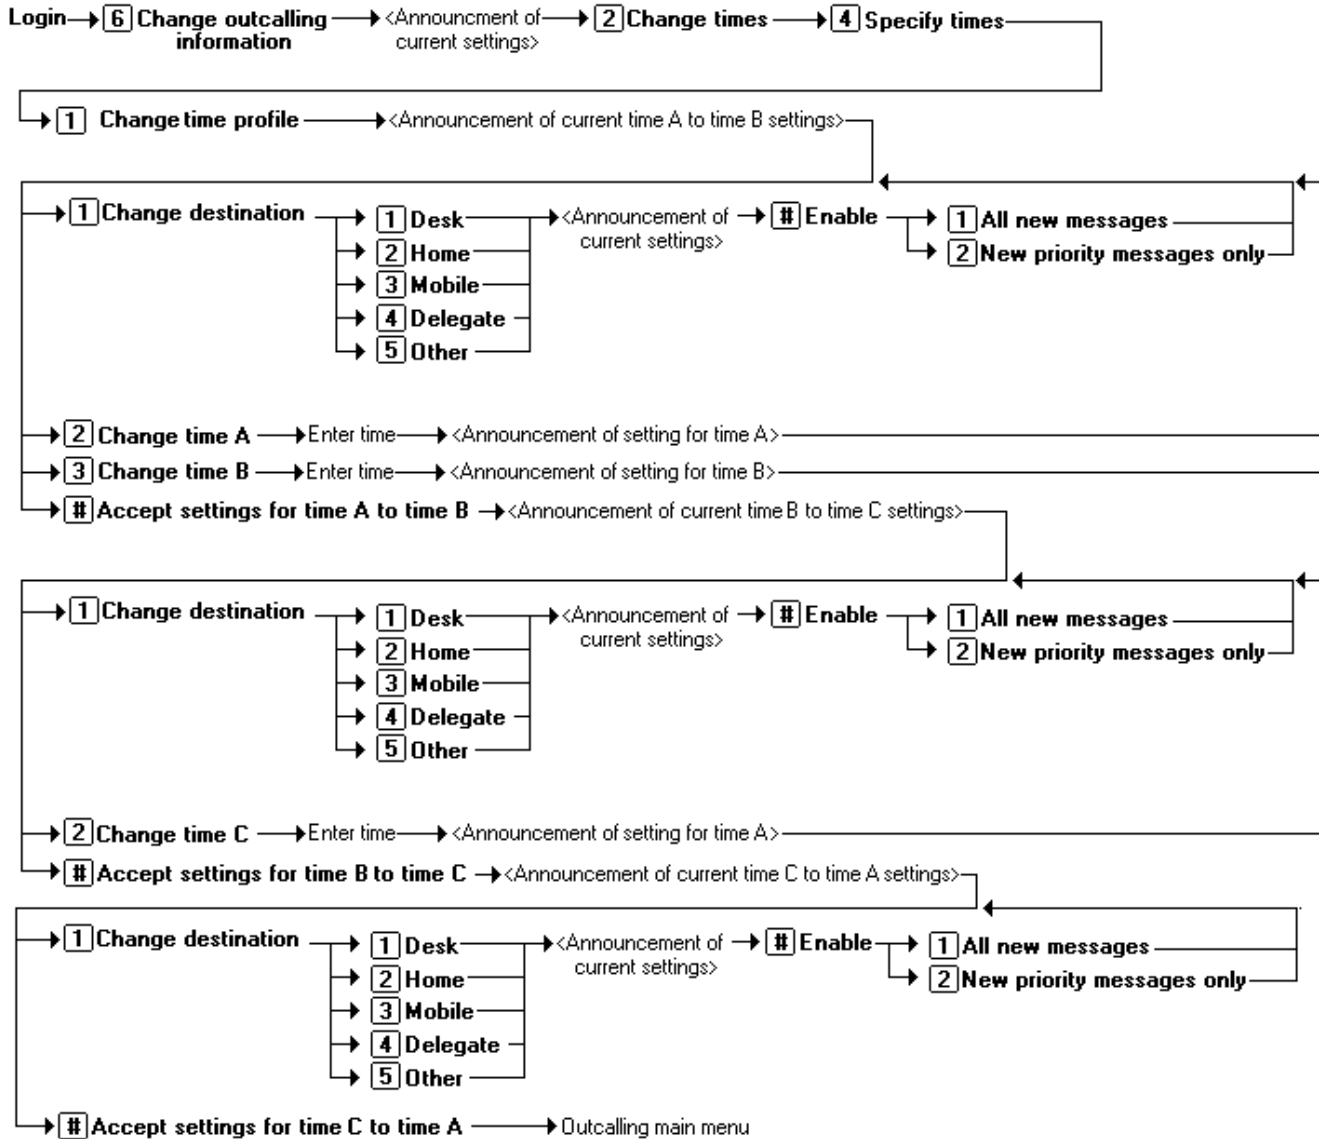 Login 6 Change outcalling <Announcment of 2 Change times 4 Specify times
information current settings>
1 Change time profile <Announcement of current time A to time B settings>
1 Change destination 1 Desk <Announcement of # Enable 1 All new messages
current settings>
2 Home 2 New priority messages only
3 Mobile
4 Delegate
5 Other
2 Change time A Enter time <Announcement of setting for time A>
3 Change time B Enter time <Announcement of setting for time B>
# Accept settings for time A to time B <Announcement of current time B to time C settings>
1 Change destination 1 Desk <Announcement of # Enable 1 All new messages
current settings>
2 Home 2 New priority messages only
3 Mobile
4 Delegate
5 Other
2 Change time C Enter time <Announcement of setting for time A>
# Accept settings for time B to time C <Announcement of current time C to time A settings>
1 Change destination 1 Desk <Announcement of # Enable 1 All new messages
current settings>
2 Home 2 New priority messages only
3 Mobile
4 Delegate
5 Other
# Accept settings for time C to time A Outcalling main menu